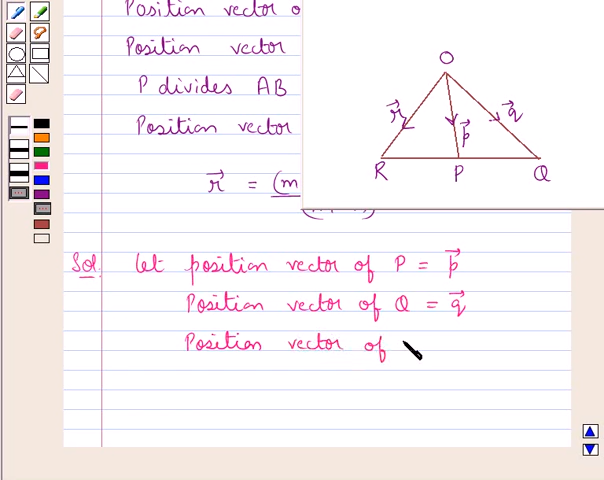 Position vector o
Position vector
P divides AB
Position vector
r⃗ = (m
O
r⃗
p⃗
q⃗
R P Q
Sol. Let position vector of P = p⃗
Position vector of Q = q⃗
Position vector of